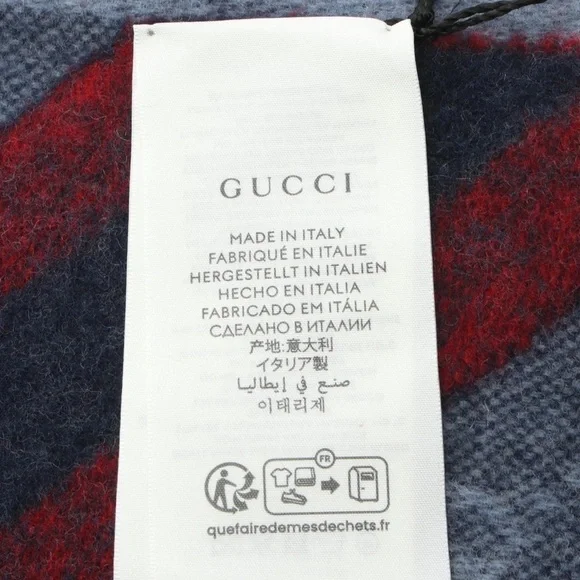 GUCCI
MADE IN ITALY
FABRIQUÉ EN ITALIE
HERGESTELLT IN ITALIEN
HECHO EN ITALIA
FABRICADO EM ITÁLIA
СДЕЛАНО В ИТАЛИИ
产地:意大利
イタリア製
صنع في إيطاليا
이태리제
FR
quefairedemesdechets.fr